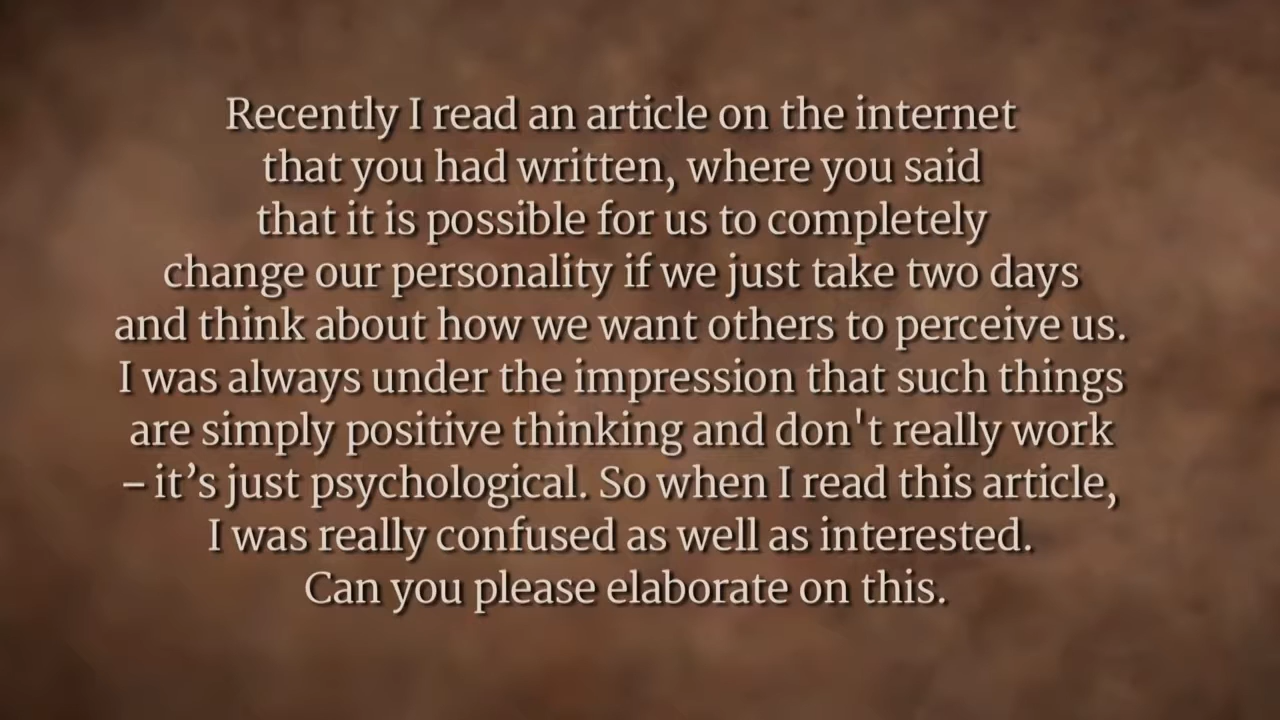 Recently I read an article on the internet
that you had written, where you said
that it is possible for us to completely
change our personality if we just take two days
and think about how we want others to perceive us.
I was always under the impression that such things
are simply positive thinking and don't really work
– it’s just psychological. So when I read this article,
I was really confused as well as interested.
Can you please elaborate on this.